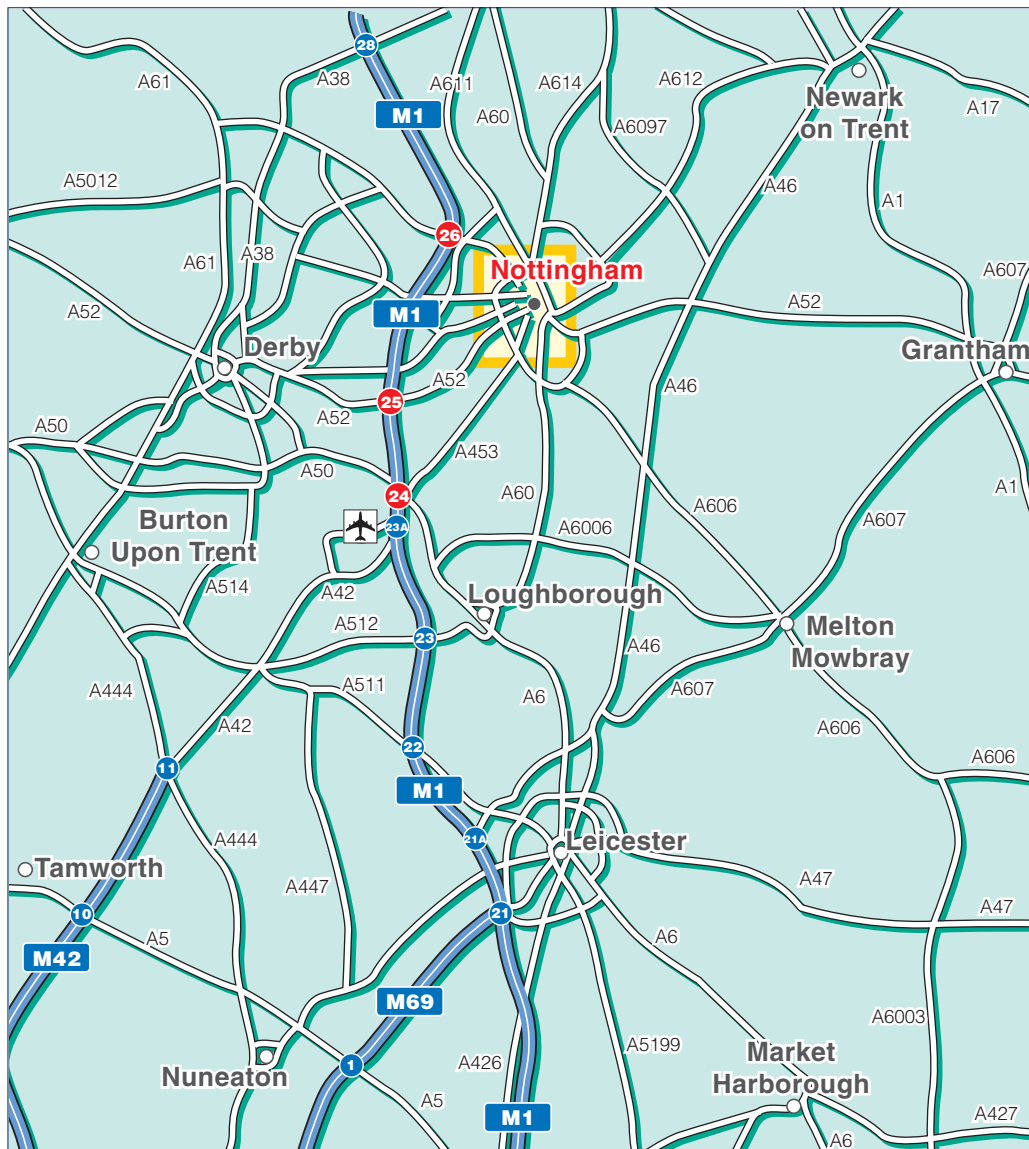 28
A61
A38
A611
A614
A612
M1
A60
Newark
on Trent
A17
A6097
A5012
A46
A1
26
A61
A38
Nottingham
A607
A52
M1
A52
Derby
Grantham
A52
A46
25
A52
A50
A453
A50
24
A60
A606
A1
Burton
Upon Trent
23A
A6006
A607
A514
A42
Loughborough
A512
23
Melton
Mowbray
A46
A444
A511
A607
A6
A42
A606
22
A606
11
M1
A444
21A
Leicester
Tamworth
A447
A47
10
21
A47
A5
A6
M42
M69
A6003
A5199
Market
Harborough
1
A426
Nuneaton
A5
M1
A427
A6